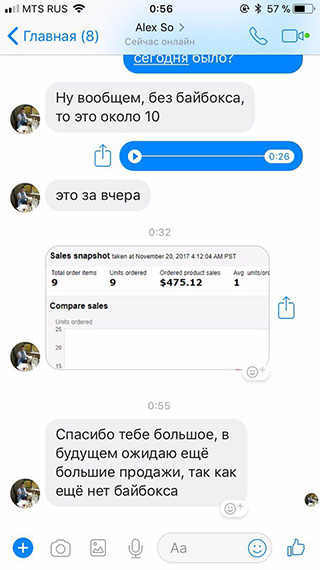 MTS RUS 0:56 57 %
Главная (8) Alex So
Сейчас онлайн
сегодня было?
Ну вообщем, без байбокса,
то это около 10
0:26
это за вчера
0:32
Sales snapshot taken at November 20, 2017 4:12:04 AM PST
Total order items Units ordered Ordered product sales Avg. units/orc
9 9 $475.12 1
Compare sales
Units ordered
25
20
15
0:55
Спасибо тебе большое, в
будущем ожидаю ещё
большие продажи, так как
ещё нет байбокса
Aa